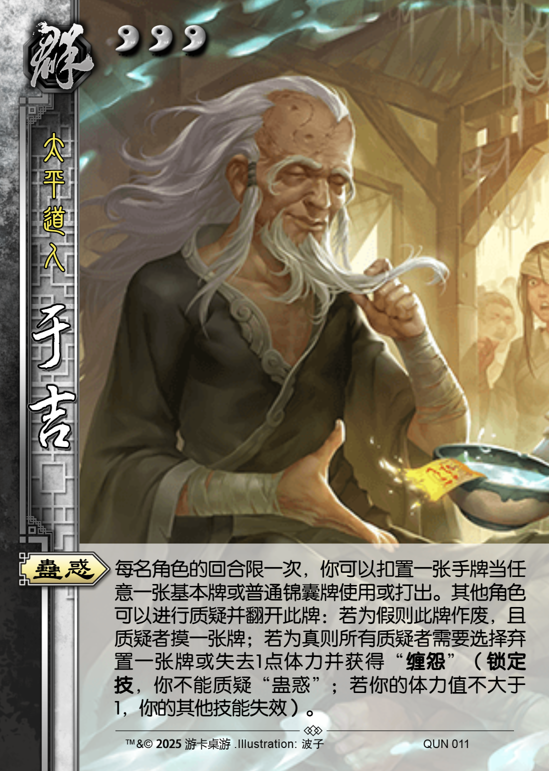 群
太平道人
于吉
蛊惑
每名角色的回合限一次，你可以扣置一张手牌当任
意一张基本牌或普通锦囊牌使用或打出。其他角色
可以进行质疑并翻开此牌：若为假则此牌作废，且
质疑者摸一张牌；若为真则所有质疑者需要选择弃
置一张牌或失去1点体力并获得“缠怨”（锁定
技，你不能质疑“蛊惑”；若你的体力值不大于
1，你的其他技能失效）。
™&© 2025 游卡桌游 .Illustration: 波子 QUN 011